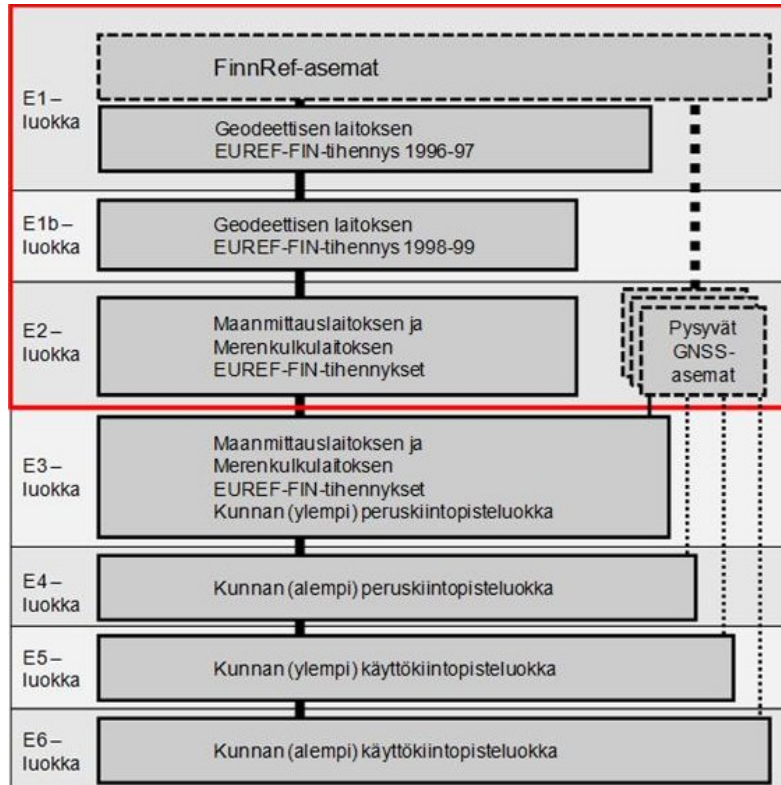 FinnRef-asemat
E1 –
luokka
Geodeettisen laitoksen
EUREF-FIN-tihennys 1996-97
E1b –
luokka
Geodeettisen laitoksen
EUREF-FIN-tihennys 1998-99
E2 –
luokka
Maanmittauslaitoksen ja
Merenkulkulaitoksen
EUREF-FIN-tihennykset
Pysyvät
GNSS-
asemat
E3 –
luokka
Maanmittauslaitoksen ja
Merenkulkulaitoksen
EUREF-FIN-tihennykset
Kunnan (ylempi) peruskiintopisteluokka
E4 –
luokka
Kunnan (alempi) peruskiintopisteluokka
E5 –
luokka
Kunnan (ylempi) käyttökiintopisteluokka
E6 –
luokka
Kunnan (alempi) käyttökiintopisteluokka